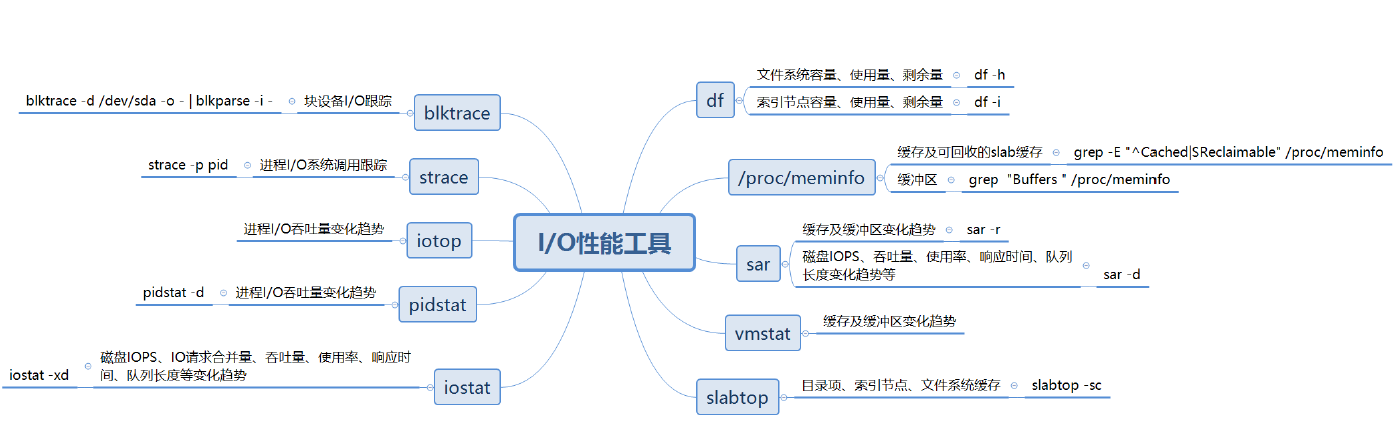 I/O性能工具
df
文件系统容量、使用量、剩余量
df -h
索引节点容量、使用量、剩余量
df -i
/proc/meminfo
缓存及可回收的slab缓存
grep -E "^Cached|SReclaimable" /proc/meminfo
缓冲区
grep "Buffers " /proc/meminfo
sar
缓存及缓冲区变化趋势
sar -r
磁盘IOPS、吞吐量、使用率、响应时间、队列
长度变化趋势等
sar -d
vmstat
缓存及缓冲区变化趋势
slabtop
目录项、索引节点、文件系统缓存
slabtop -sc
blktrace
块设备I/O跟踪
blktrace -d /dev/sda -o - | blkparse -i -
strace
进程I/O系统调用跟踪
strace -p pid
iotop
进程I/O吞吐量变化趋势
pidstat
进程I/O吞吐量变化趋势
pidstat -d
iostat
磁盘IOPS、IO请求合并量、吞吐量、使用率、响应时
间、队列长度等变化趋势
iostat -xd